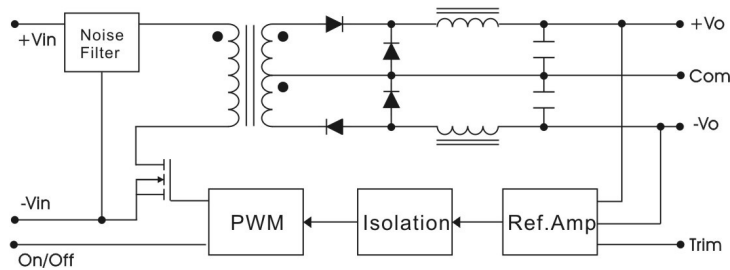 +Vin
Noise
Filter
+Vo
Com
-Vo
-Vin
PWM
Isolation
Ref.Amp
On/Off
Trim